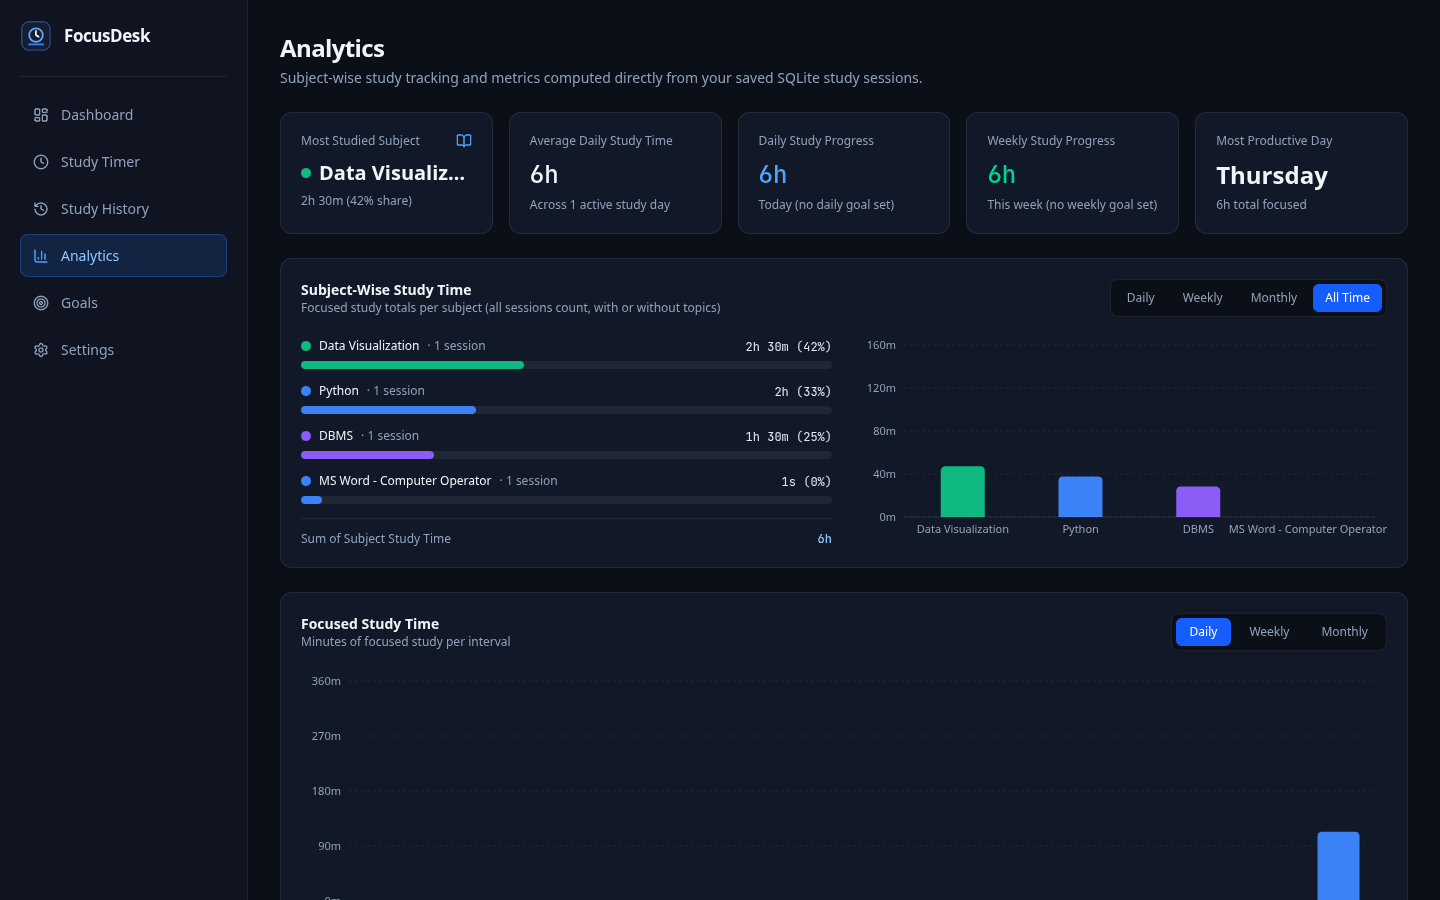 FocusDesk
Dashboard
Study Timer
Study History
Analytics
Goals
Settings
Analytics
Subject-wise study tracking and metrics computed directly from your saved SQLite study sessions.
Most Studied Subject
Data Visualiz...
2h 30m (42% share)
Average Daily Study Time
6h
Across 1 active study day
Daily Study Progress
6h
Today (no daily goal set)
Weekly Study Progress
6h
This week (no weekly goal set)
Most Productive Day
Thursday
6h total focused
Subject-Wise Study Time
Focused study totals per subject (all sessions count, with or without topics)
Daily Weekly Monthly All Time
Data Visualization · 1 session 2h 30m (42%)
Python · 1 session 2h (33%)
DBMS · 1 session 1h 30m (25%)
MS Word - Computer Operator · 1 session 1s (0%)
Sum of Subject Study Time 6h
160m
120m
80m
40m
0m
Data Visualization Python DBMS MS Word - Computer Operator
Focused Study Time
Minutes of focused study per interval
Daily Weekly Monthly
360m
270m
180m
90m
0m